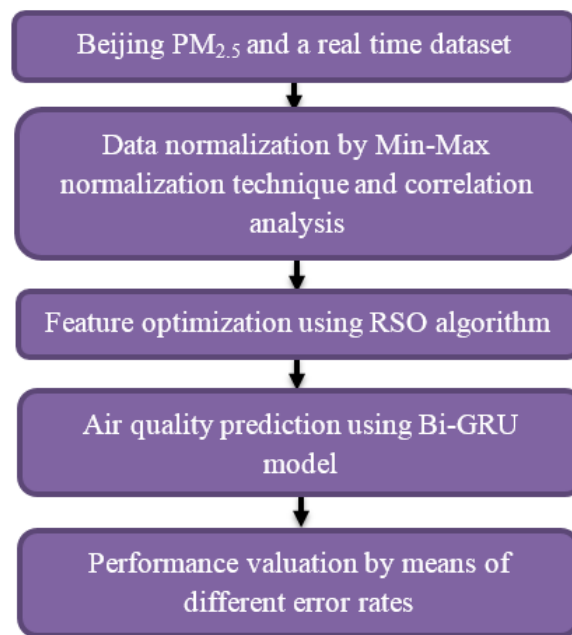 Beijing PM₂.₅ and a real time dataset
Data normalization by Min-Max
normalization technique and correlation
analysis
Feature optimization using RSO algorithm
Air quality prediction using Bi-GRU
model
Performance valuation by means of
different error rates